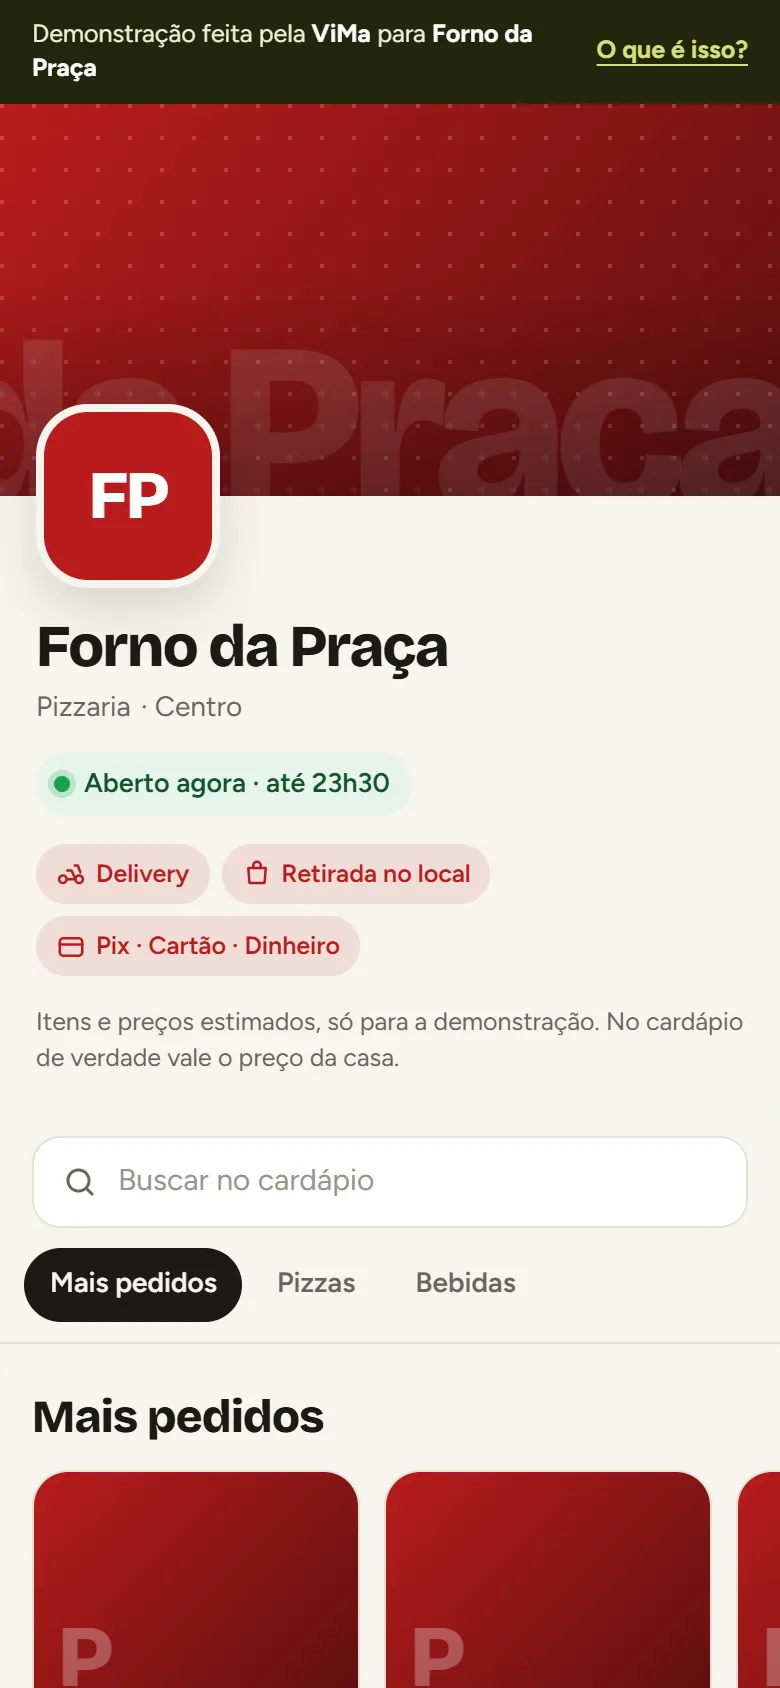 Demonstração feita pela ViMa para Forno da
Praça
O que é isso?
da Praça
FP
Forno da Praça
Pizzaria · Centro
Aberto agora · até 23h30
Delivery
Retirada no local
Pix · Cartão · Dinheiro
Itens e preços estimados, só para a demonstração. No cardápio
de verdade vale o preço da casa.
Buscar no cardápio
Mais pedidos
Pizzas
Bebidas
Mais pedidos
P
P